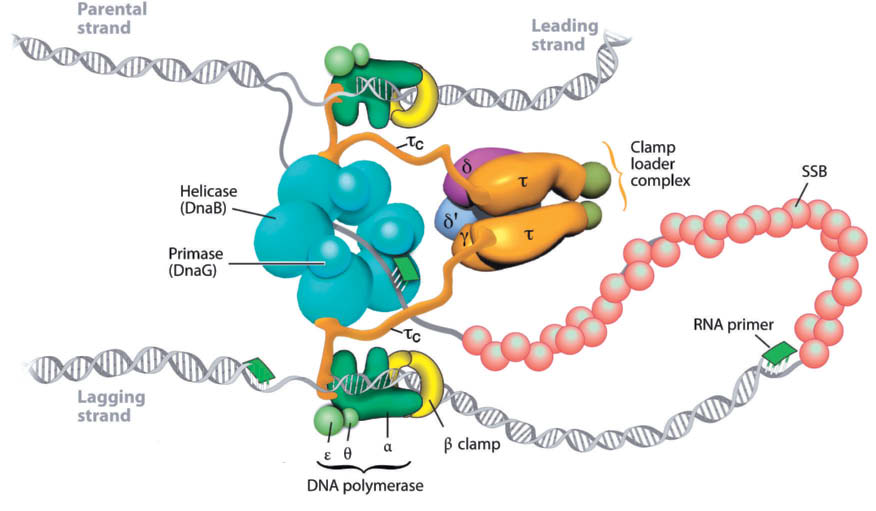 Parental
strand
Leading
strand
τC
δ
τ
Clamp
loader
complex
SSB
Helicase
(DnaB)
δ'
γ
τ
Primase
(DnaG)
RNA primer
τC
Lagging
strand
ε θ α
β clamp
DNA polymerase